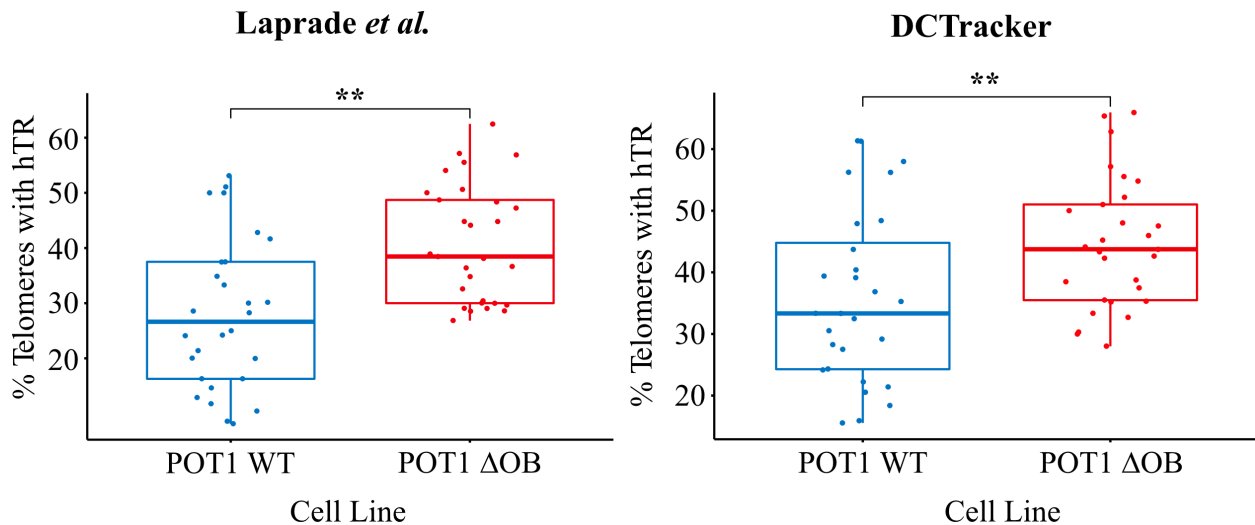 Laprade et al.
**
% Telomeres with hTR
60
50
40
30
20
POT1 WT
POT1 ΔOB
Cell Line
DCTracker
**
% Telomeres with hTR
60
50
40
30
20
POT1 WT
POT1 ΔOB
Cell Line